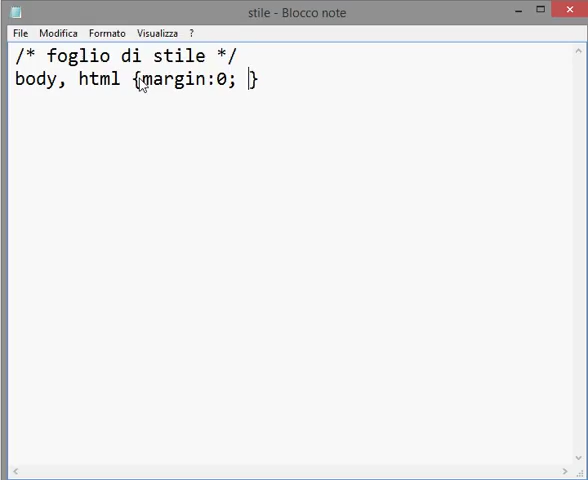 stile - Blocco note
File Modifica Formato Visualizza ?
/* foglio di stile */
body, html {margin:0; }